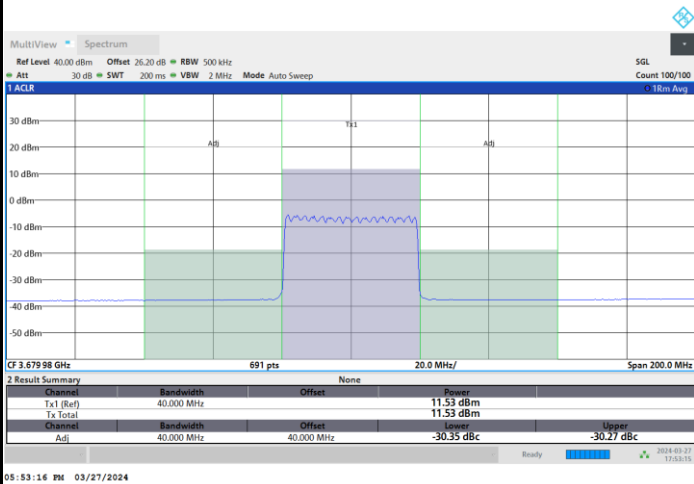 MultiView Spectrum
Ref Level 40.00 dBm Offset 26.20 dB RBW 500 kHz SGL
Att 30 dB SWT 200 ms VBW 2 MHz Mode Auto Sweep Count 100/100
1 ACLR 1Rm Avg
Tx1
30 dBm
Adj Adj
20 dBm
10 dBm
0 dBm
-10 dBm
-20 dBm
-30 dBm
-40 dBm
-50 dBm
CF 3.679 98 GHz 691 pts 20.0 MHz/ Span 200.0 MHz
2 Result Summary None
Channel Bandwidth Offset Power
Tx1 (Ref) 40.000 MHz 11.53 dBm
Tx Total 11.53 dBm
Channel Bandwidth Offset Lower Upper
Adj 40.000 MHz 40.000 MHz -30.35 dBc -30.27 dBc
Ready 2024-03-27
17:53:15
05:53:16 PM 03/27/2024